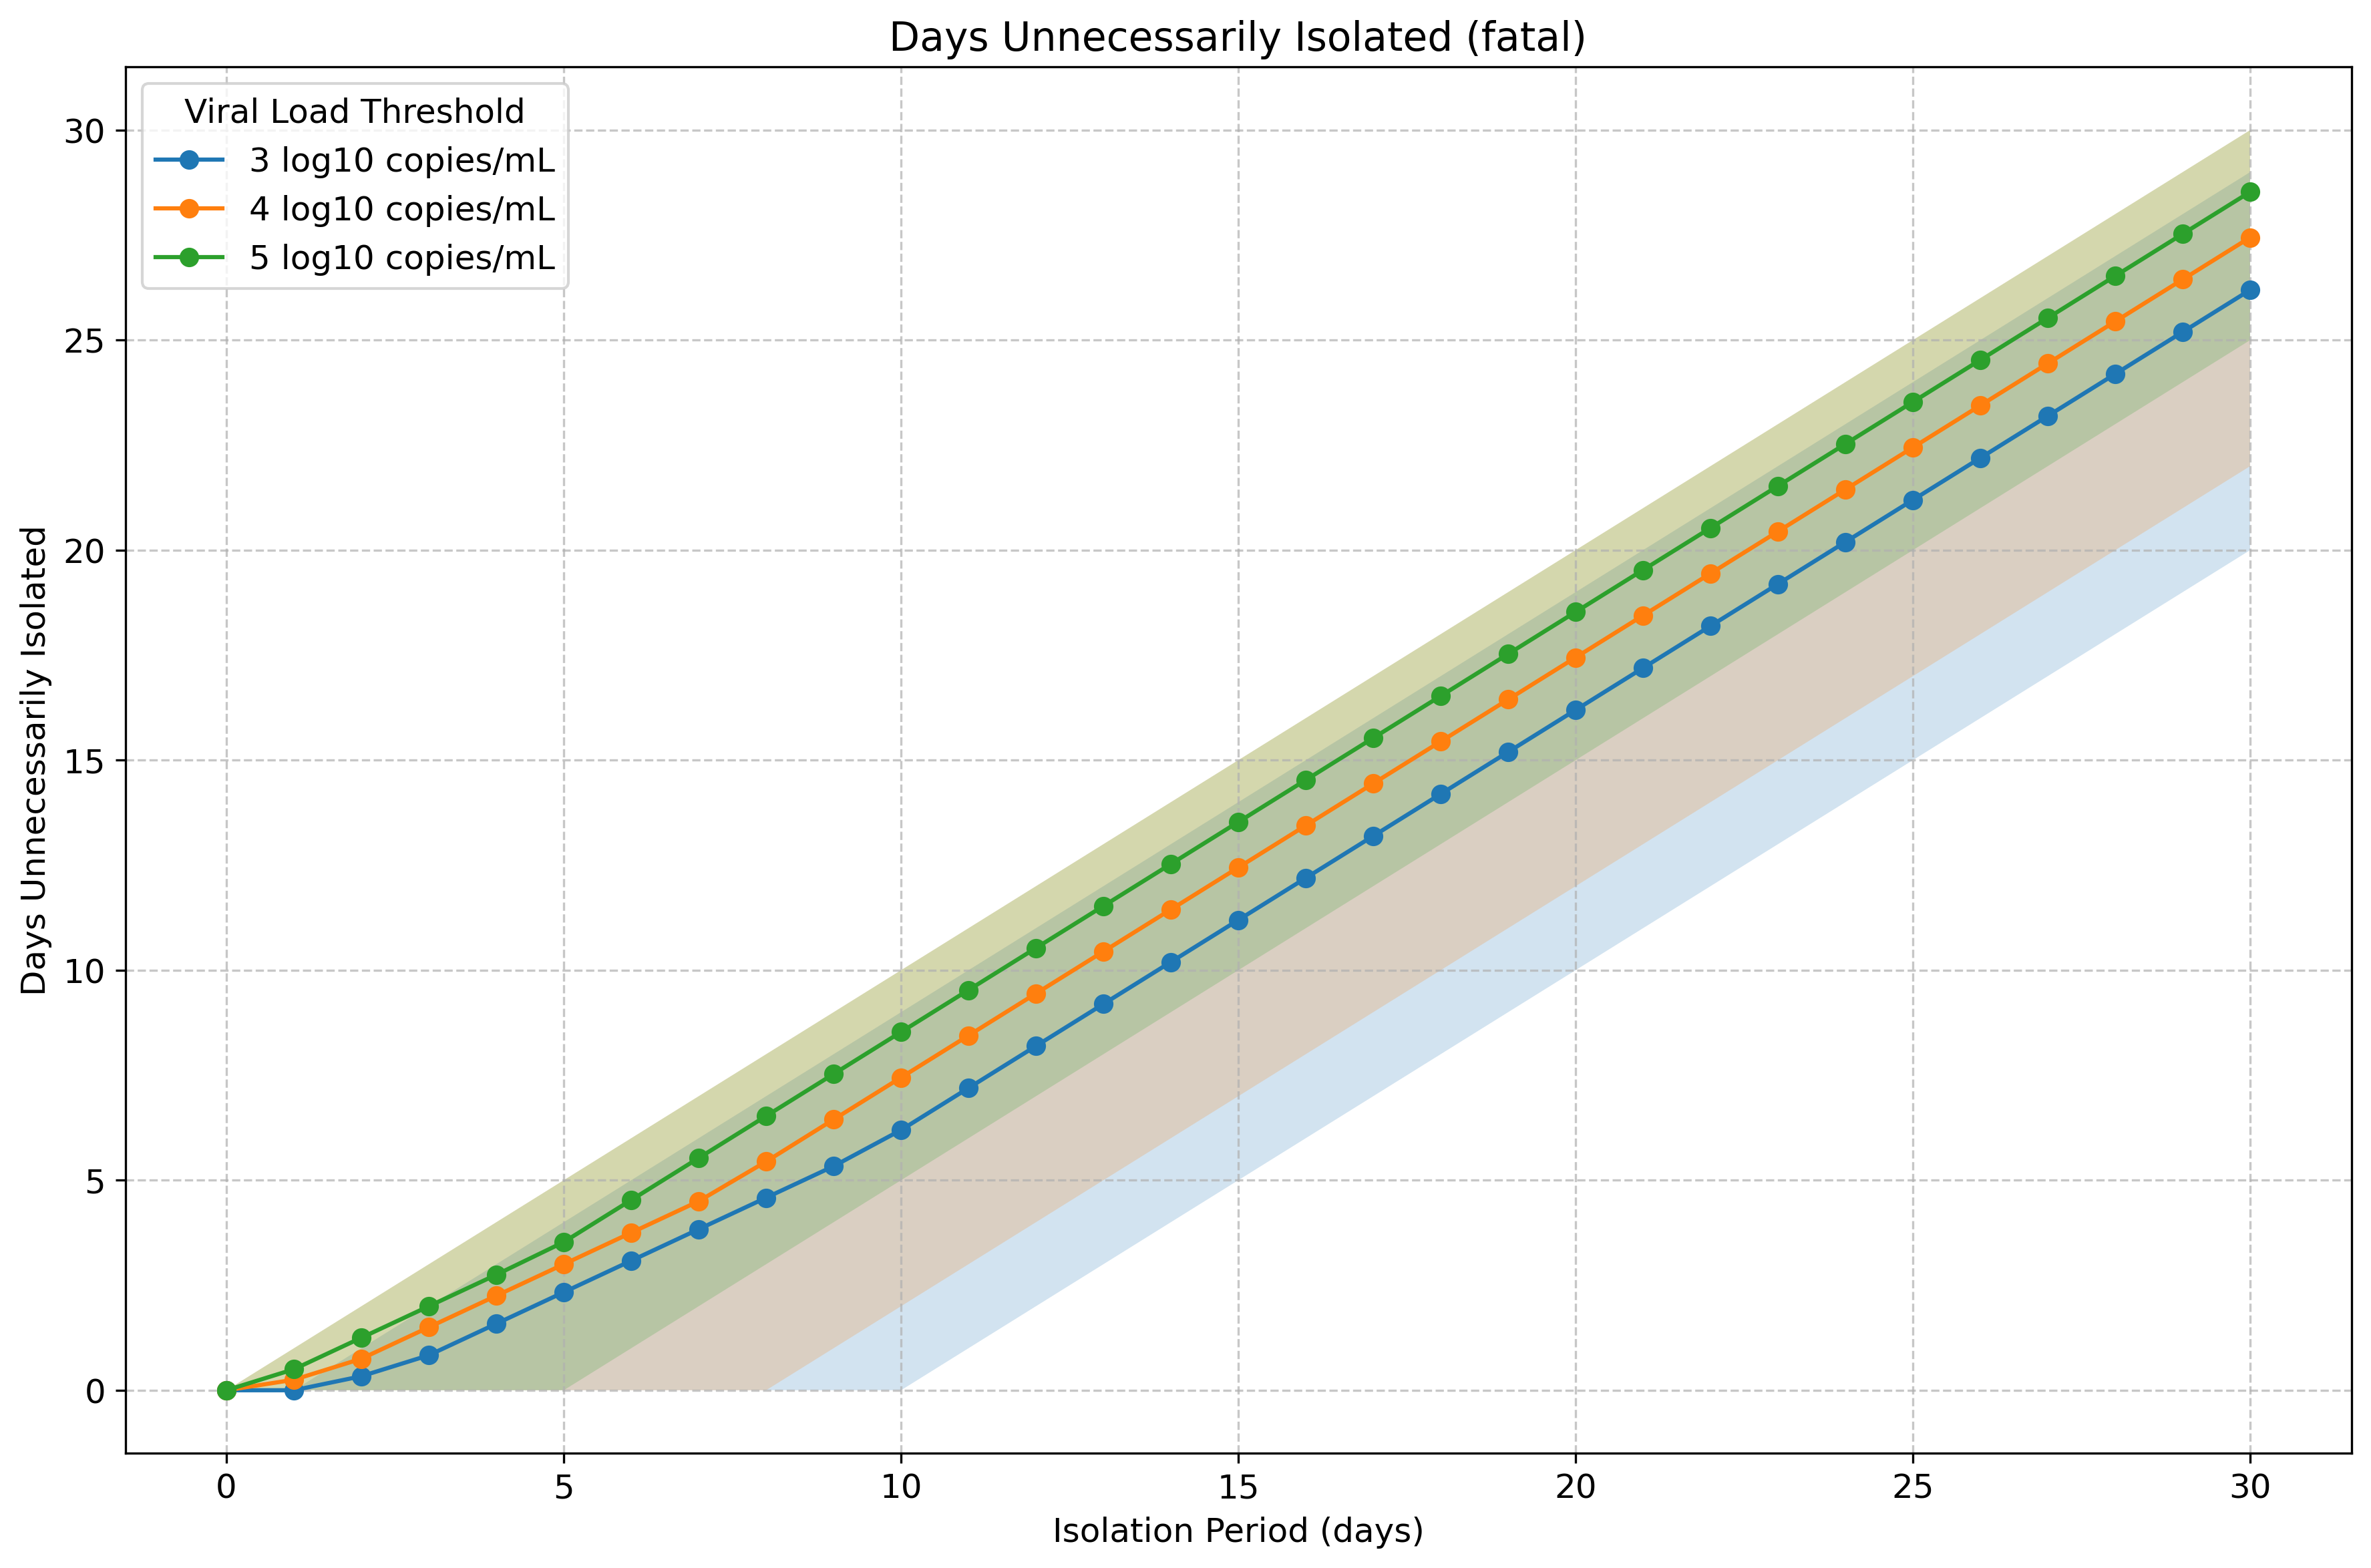 Days Unnecessarily Isolated (fatal)
Viral Load Threshold
3 log10 copies/mL
4 log10 copies/mL
5 log10 copies/mL
Days Unnecessarily Isolated
30
25
20
15
10
5
0
0 5 10 15 20 25 30
Isolation Period (days)